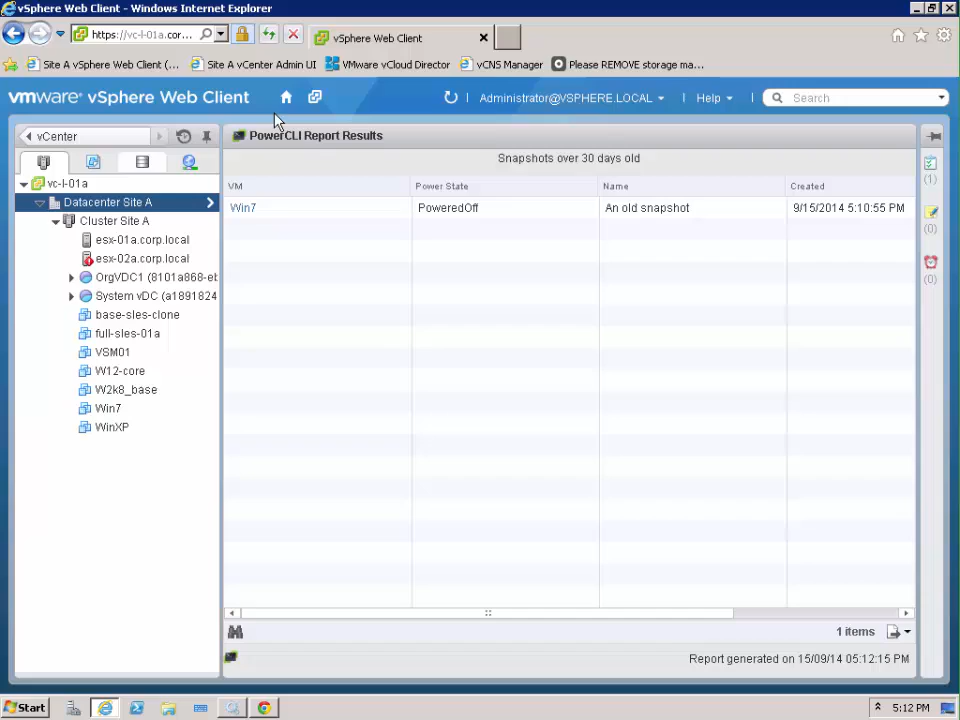 vSphere Web Client - Windows Internet Explorer
https://vc-l-01a.cor...
vSphere Web Client
Site A vSphere Web Client (...
Site A vCenter Admin UI
VMware vCloud Director
vCNS Manager
Please REMOVE storage ma...
vmware vSphere Web Client
Administrator@VSPHERE.LOCAL
Help
Search
vCenter
PowerCLI Report Results
Snapshots over 30 days old
(1)
(0)
(0)
vc-l-01a
Datacenter Site A
Cluster Site A
esx-01a.corp.local
esx-02a.corp.local
OrgVDC1 (8101a868-eb
System vDC (a1891824
base-sles-clone
full-sles-01a
VSM01
W12-core
W2k8_base
Win7
WinXP
VM Power State Name Created
Win7 PoweredOff An old snapshot 9/15/2014 5:10:55 PM
1 items
Report generated on 15/09/14 05:12:15 PM
Start
5:12 PM